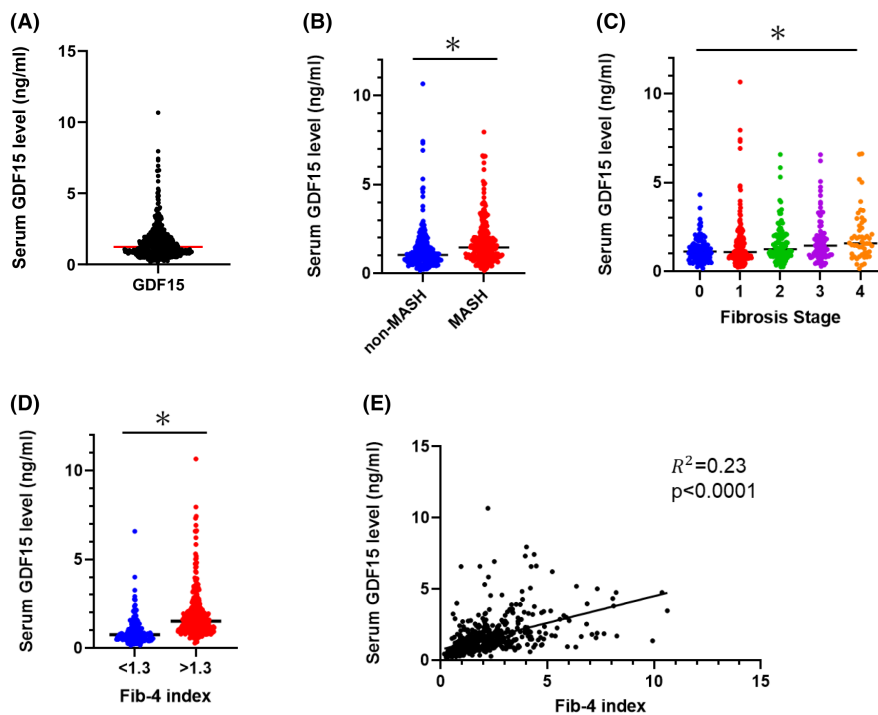 (A)
Serum GDF15 level (ng/ml)
15
10
5
0
GDF15
(B)
Serum GDF15 level (ng/ml)
10
5
0
*
non-MASH
MASH
(C)
Serum GDF15 level (ng/ml)
10
5
0
*
0 1 2 3 4
Fibrosis Stage
(D)
Serum GDF15 level (ng/ml)
10
5
0
*
<1.3 >1.3
Fib-4 index
(E)
Serum GDF15 level (ng/ml)
15
10
5
0
R²=0.23
p<0.0001
0 5 10 15
Fib-4 index